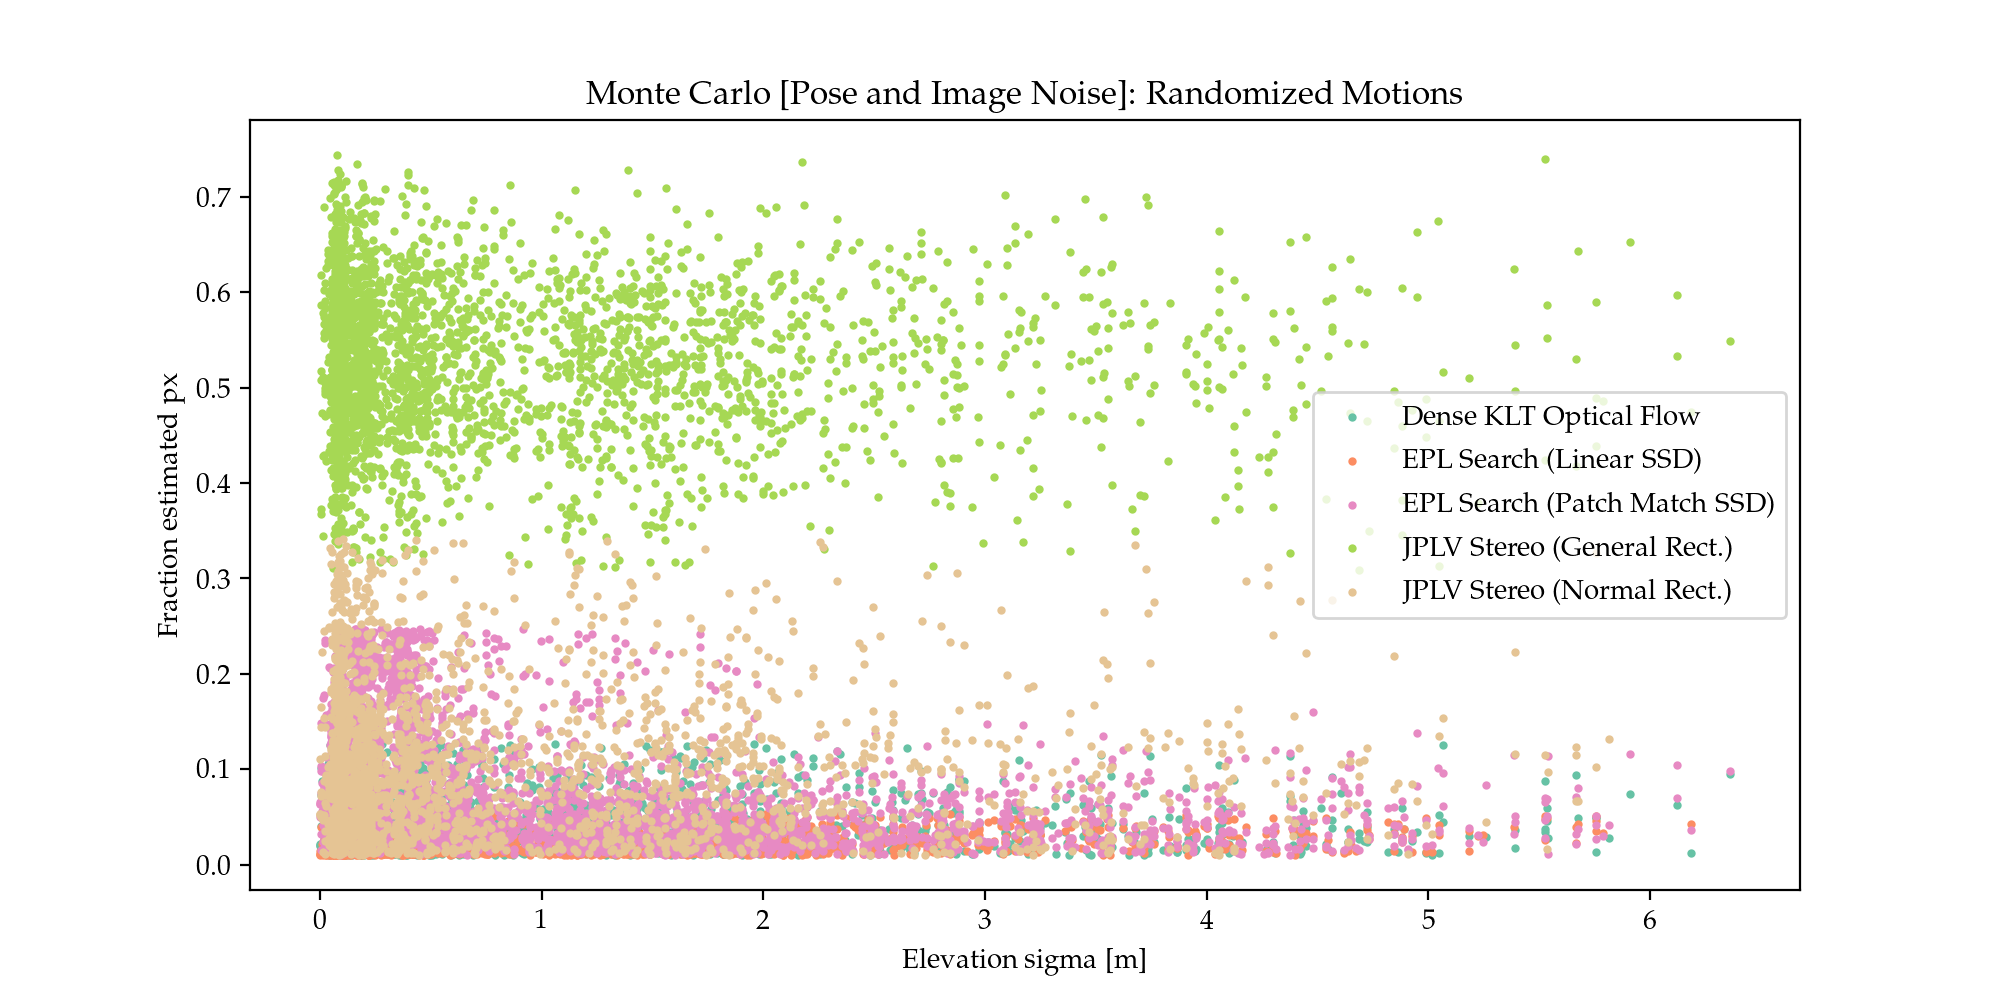 Monte Carlo [Pose and Image Noise]: Randomized Motions
Fraction estimated px
0.7
0.6
0.5
0.4
0.3
0.2
0.1
0.0
Dense KLT Optical Flow
EPL Search (Linear SSD)
EPL Search (Patch Match SSD)
JPLV Stereo (General Rect.)
JPLV Stereo (Normal Rect.)
0 1 2 3 4 5 6
Elevation sigma [m]